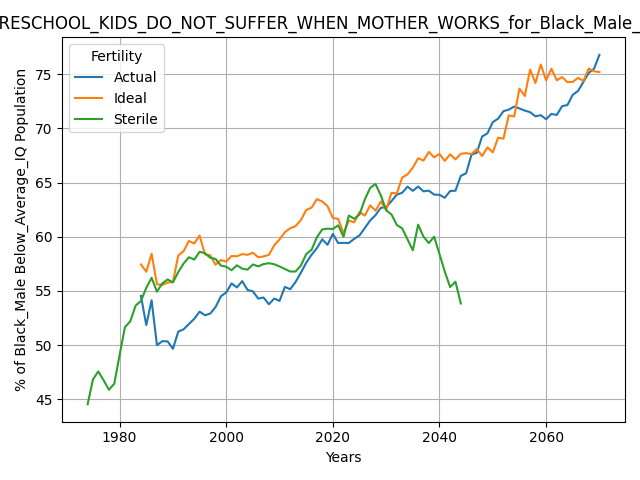 RESCHOOL_KIDS_DO_NOT_SUFFER_WHEN_MOTHER_WORKS_for_Black_Male_
Fertility
Actual
Ideal
Sterile
% of Black_Male Below_Average_IQ Population
75
70
65
60
55
50
45
1980
2000
2020
2040
2060
Years